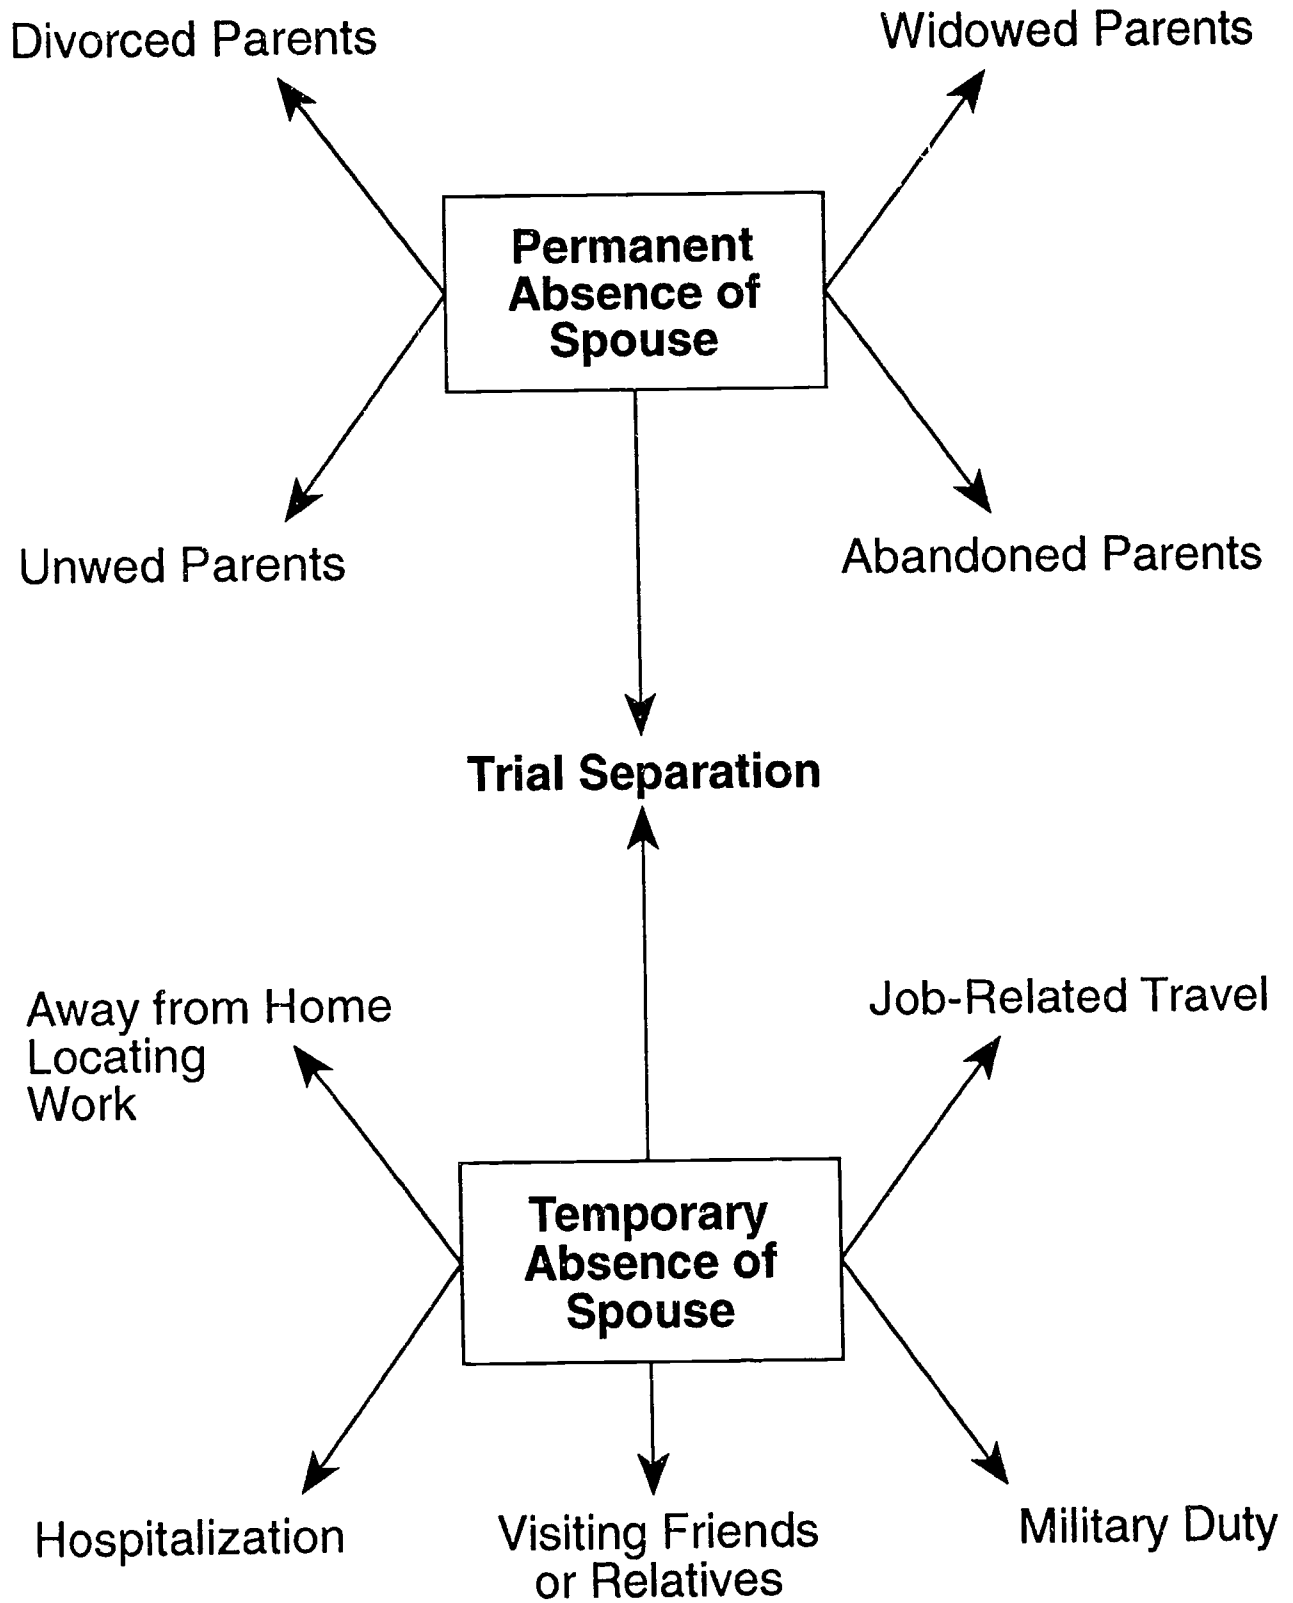 Divorced Parents
Widowed Parents
Permanent
Absence of
Spouse
Unwed Parents
Abandoned Parents
Trial Separation
Away from Home
Locating
Work
Job-Related Travel
Temporary
Absence of
Spouse
Hospitalization
Visiting Friends
or Relatives
Military Duty